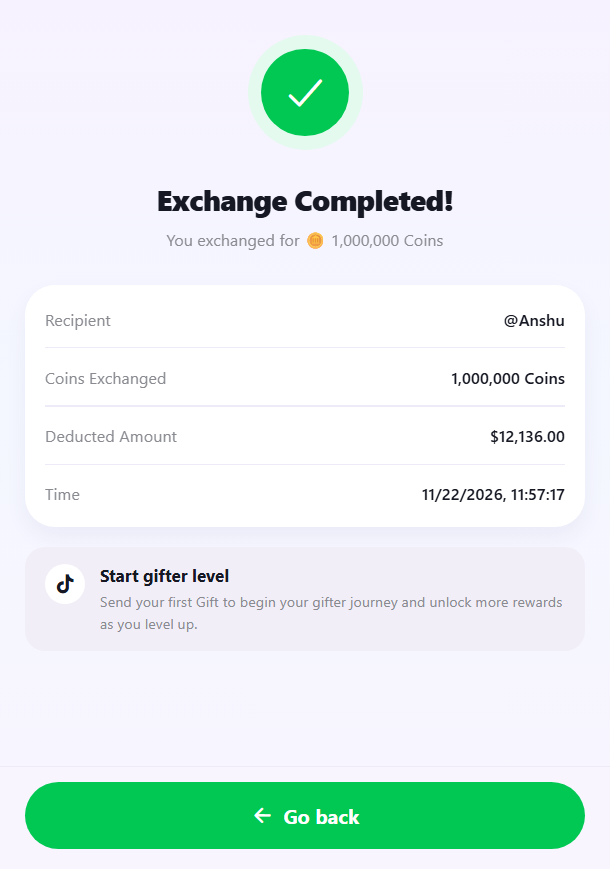 Exchange Completed!
You exchanged for 1,000,000 Coins
Recipient @Anshu
Coins Exchanged 1,000,000 Coins
Deducted Amount $12,136.00
Time 11/22/2026, 11:57:17
Start gifter level
Send your first Gift to begin your gifter journey and unlock more rewards
as you level up.
Go back